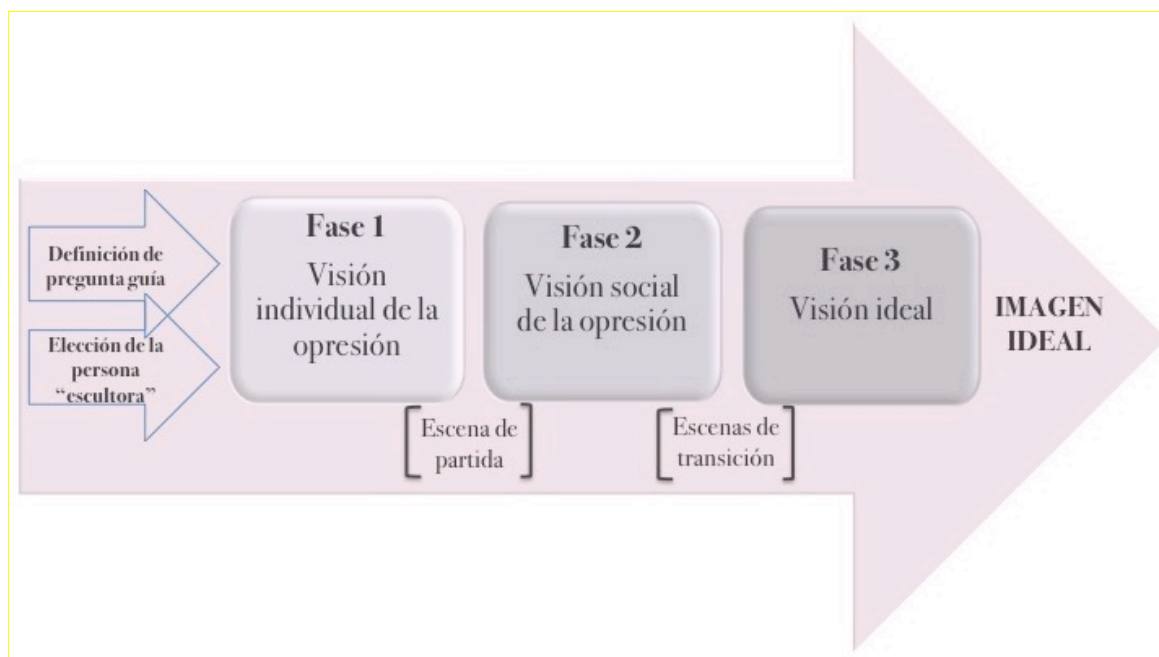 Definición de
pregunta guía
Elección de la
persona
“escultora”
Fase 1
Visión
individual de la
opresión
Escena de
partida
Fase 2
Visión social
de la opresión
Escenas de
transición
Fase 3
Visión ideal
IMAGEN
IDEAL